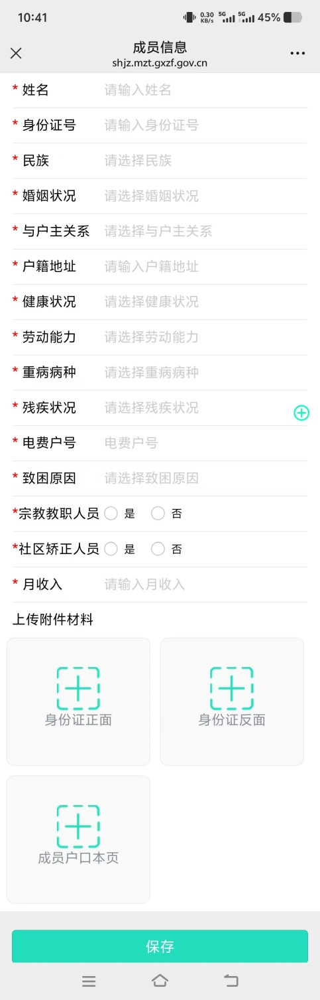 10:41 0.30 KB/s 5G 5G 45%
成员信息
shjz.mzt.gxzf.gov.cn
* 姓名 请输入姓名
* 身份证号 请输入身份证号
* 民族 请选择民族
* 婚姻状况 请选择婚姻状况
* 与户主关系 请选择与户主关系
* 户籍地址 请输入户籍地址
* 健康状况 请选择健康状况
* 劳动能力 请选择劳动能力
* 重病病种 请选择重病病种
* 残疾状况 请选择残疾状况
* 电费户号 电费户号
* 致困原因 请选择致困原因
*宗教教职人员 是 否
*社区矫正人员 是 否
* 月收入 请输入月收入
上传附件材料
身份证正面 身份证反面
成员户口本页
保存